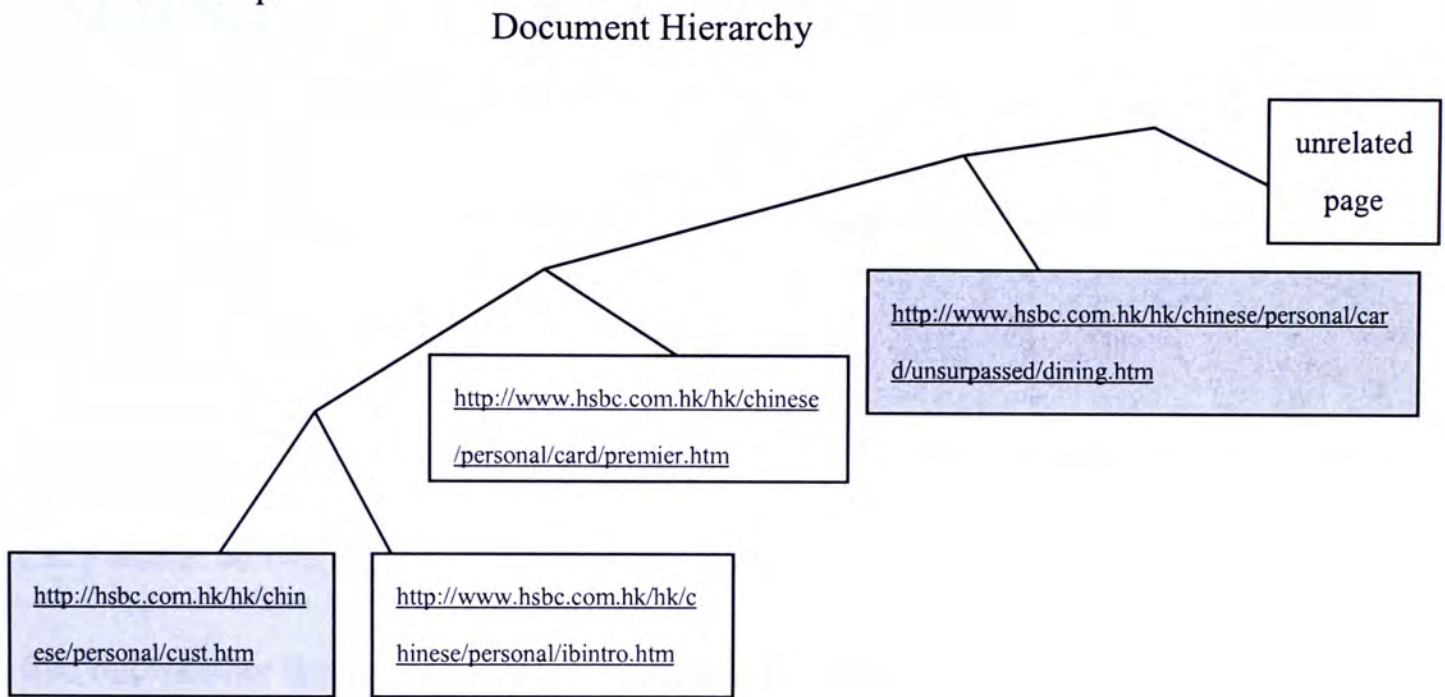 Document Hierarchy
unrelated
page
http://www.hsbc.com.hk/hk/chinese/personal/car
d/unsurpassed/dining.htm
http://www.hsbc.com.hk/hk/chinese
/personal/card/premier.htm
http://hsbc.com.hk/hk/chin
ese/personal/cust.htm
http://www.hsbc.com.hk/hk/c
hinese/personal/ibintro.htm